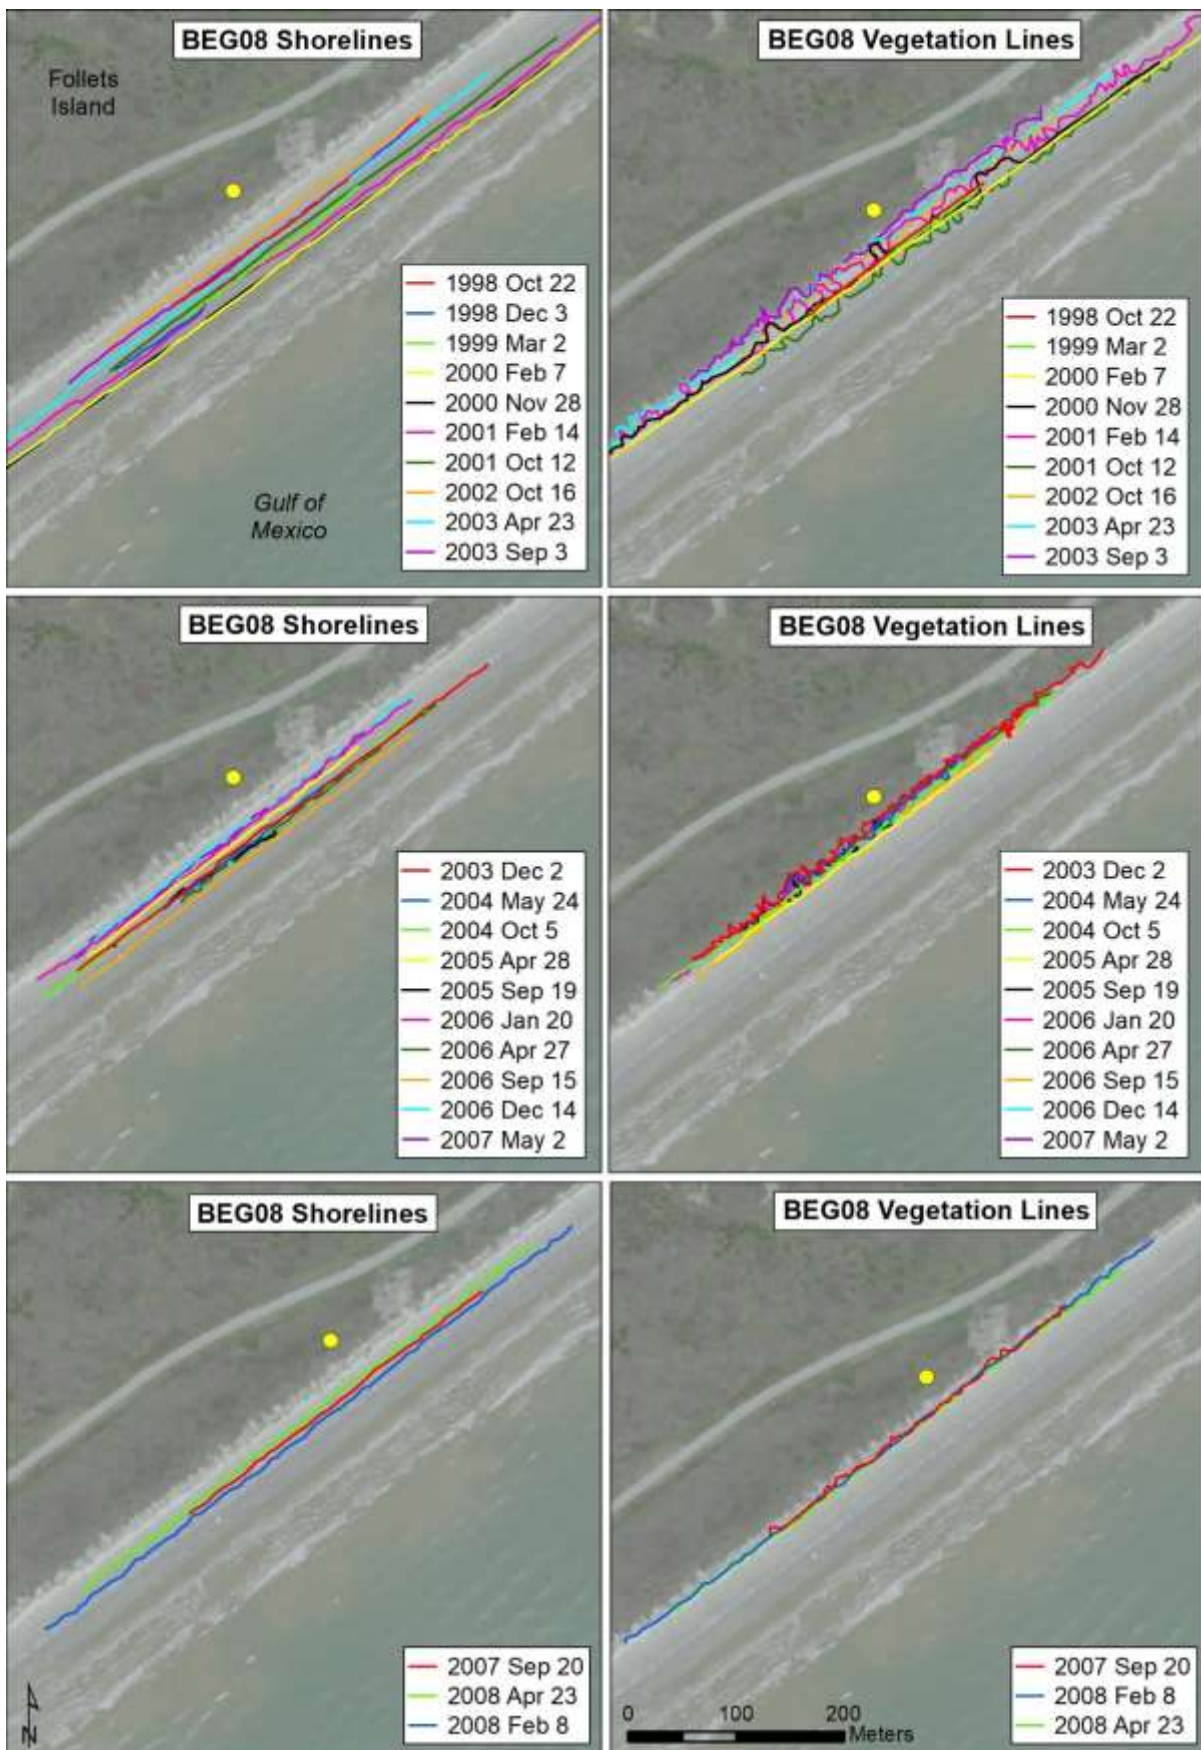 BEG08 Shorelines
Follets
Island
1998 Oct 22
1998 Dec 3
1999 Mar 2
2000 Feb 7
2000 Nov 28
2001 Feb 14
2001 Oct 12
2002 Oct 16
2003 Apr 23
2003 Sep 3
Gulf of
Mexico
BEG08 Vegetation Lines
1998 Oct 22
1999 Mar 2
2000 Feb 7
2000 Nov 28
2001 Feb 14
2001 Oct 12
2002 Oct 16
2003 Apr 23
2003 Sep 3
BEG08 Shorelines
2003 Dec 2
2004 May 24
2004 Oct 5
2005 Apr 28
2005 Sep 19
2006 Jan 20
2006 Apr 27
2006 Sep 15
2006 Dec 14
2007 May 2
BEG08 Vegetation Lines
2003 Dec 2
2004 May 24
2004 Oct 5
2005 Apr 28
2005 Sep 19
2006 Jan 20
2006 Apr 27
2006 Sep 15
2006 Dec 14
2007 May 2
BEG08 Shorelines
2007 Sep 20
2008 Apr 23
2008 Feb 8
N
BEG08 Vegetation Lines
2007 Sep 20
2008 Feb 8
2008 Apr 23
0 100 200
Meters